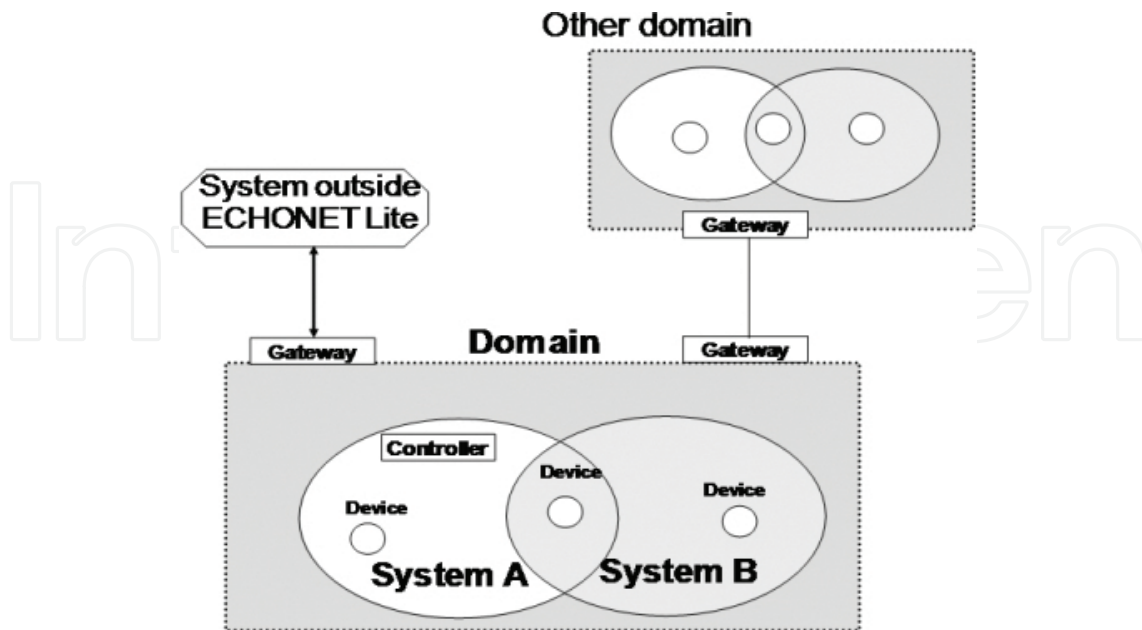 Other domain
System outside
ECHONET Lite
Gateway
Gateway
Domain
Gateway
Controller
Device
Device
Device
System A
System B